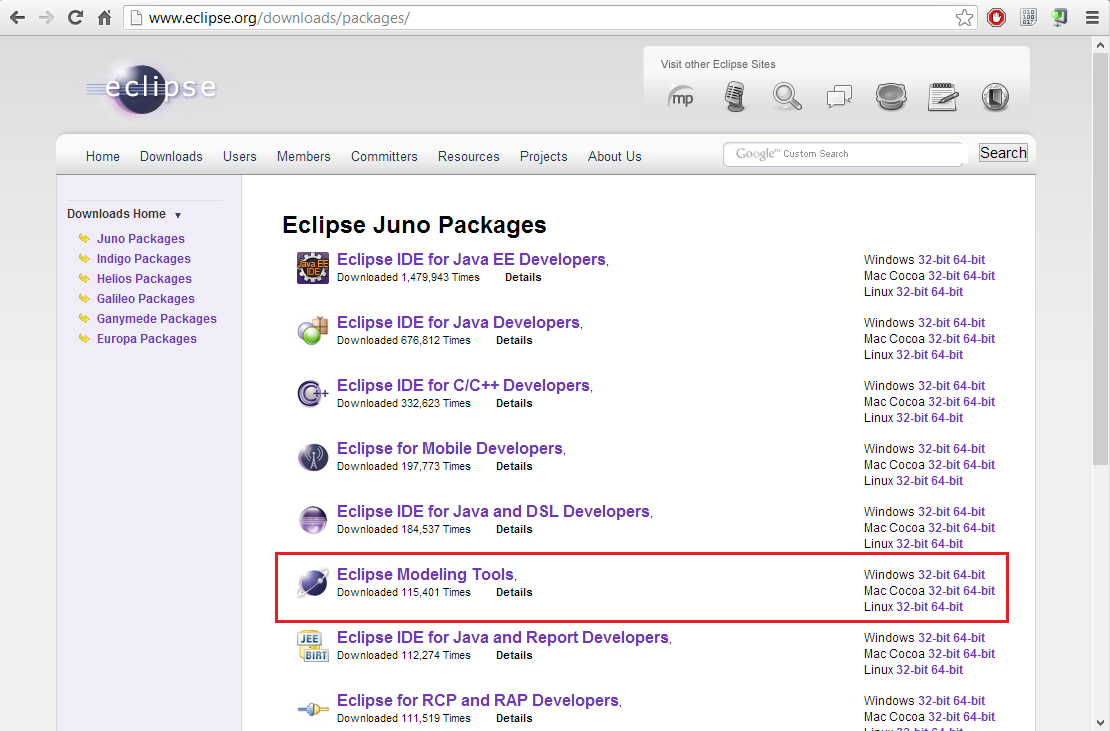 www.eclipse.org/downloads/packages/
eclipse
Visit other Eclipse Sites
mp
Home Downloads Users Members Committers Resources Projects About Us
Google™ Custom Search
Search
Downloads Home
Juno Packages
Indigo Packages
Helios Packages
Galileo Packages
Ganymede Packages
Europa Packages
Eclipse Juno Packages
Java EE
IDE
Eclipse IDE for Java EE Developers,
Downloaded 1,479,943 Times Details
Windows 32-bit 64-bit
Mac Cocoa 32-bit 64-bit
Linux 32-bit 64-bit
Eclipse IDE for Java Developers,
Downloaded 676,812 Times Details
Windows 32-bit 64-bit
Mac Cocoa 32-bit 64-bit
Linux 32-bit 64-bit
C++
Eclipse IDE for C/C++ Developers,
Downloaded 332,623 Times Details
Windows 32-bit 64-bit
Mac Cocoa 32-bit 64-bit
Linux 32-bit 64-bit
Eclipse for Mobile Developers,
Downloaded 197,773 Times Details
Windows 32-bit 64-bit
Mac Cocoa 32-bit 64-bit
Linux 32-bit 64-bit
Eclipse IDE for Java and DSL Developers,
Downloaded 184,537 Times Details
Windows 32-bit 64-bit
Mac Cocoa 32-bit 64-bit
Linux 32-bit 64-bit
Eclipse Modeling Tools,
Downloaded 115,401 Times Details
Windows 32-bit 64-bit
Mac Cocoa 32-bit 64-bit
Linux 32-bit 64-bit
JEE
BIRT
Eclipse IDE for Java and Report Developers,
Downloaded 112,274 Times Details
Windows 32-bit 64-bit
Mac Cocoa 32-bit 64-bit
Linux 32-bit 64-bit
Eclipse for RCP and RAP Developers,
Downloaded 111,519 Times Details
Windows 32-bit 64-bit
Mac Cocoa 32-bit 64-bit
Linux 32-bit 64-bit